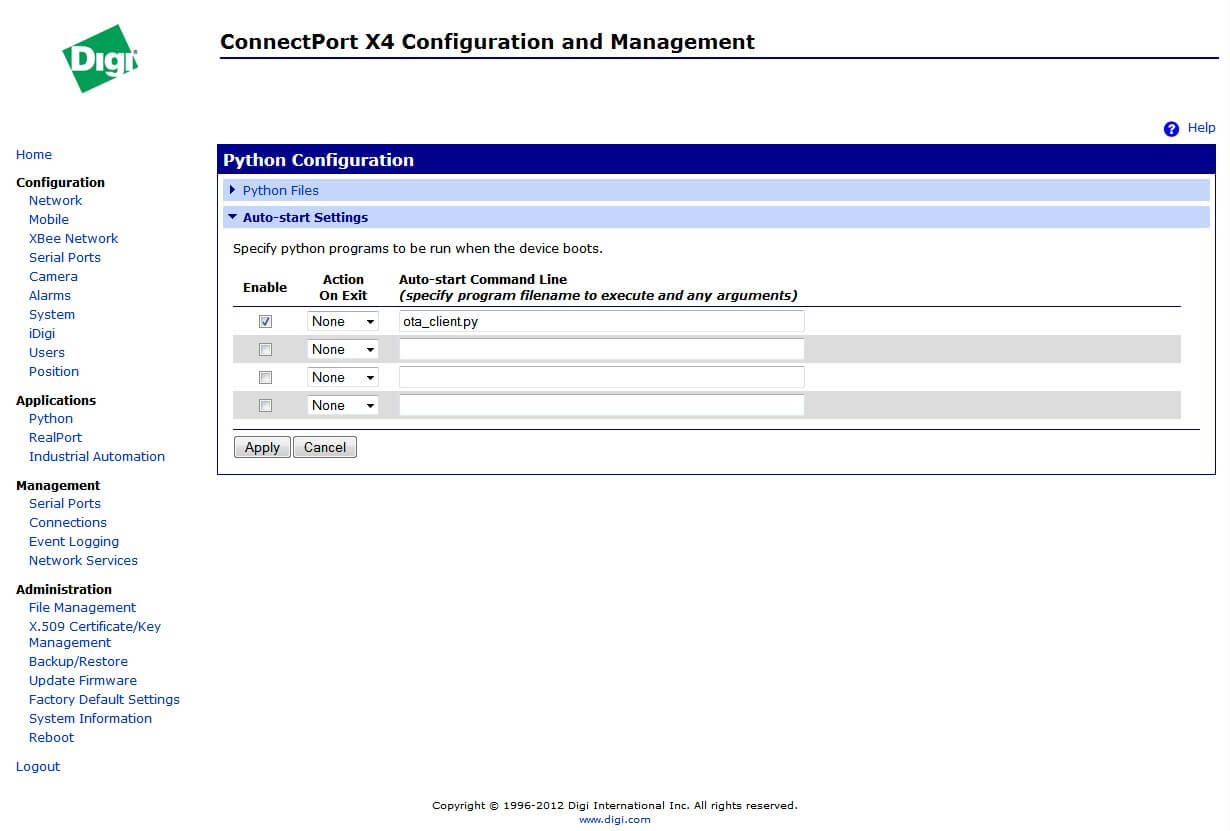 Digi
ConnectPort X4 Configuration and Management
? Help
Home
Configuration
Network
Mobile
XBee Network
Serial Ports
Camera
Alarms
System
iDigi
Users
Position
Applications
Python
RealPort
Industrial Automation
Management
Serial Ports
Connections
Event Logging
Network Services
Administration
File Management
X.509 Certificate/Key
Management
Backup/Restore
Update Firmware
Factory Default Settings
System Information
Reboot
Logout
Python Configuration
Python Files
Auto-start Settings
Specify python programs to be run when the device boots.
Enable Action On Exit Auto-start Command Line
(specify program filename to execute and any arguments)
None ota_client.py
None
None
None
Apply Cancel
Copyright © 1996-2012 Digi International Inc. All rights reserved.
www.digi.com